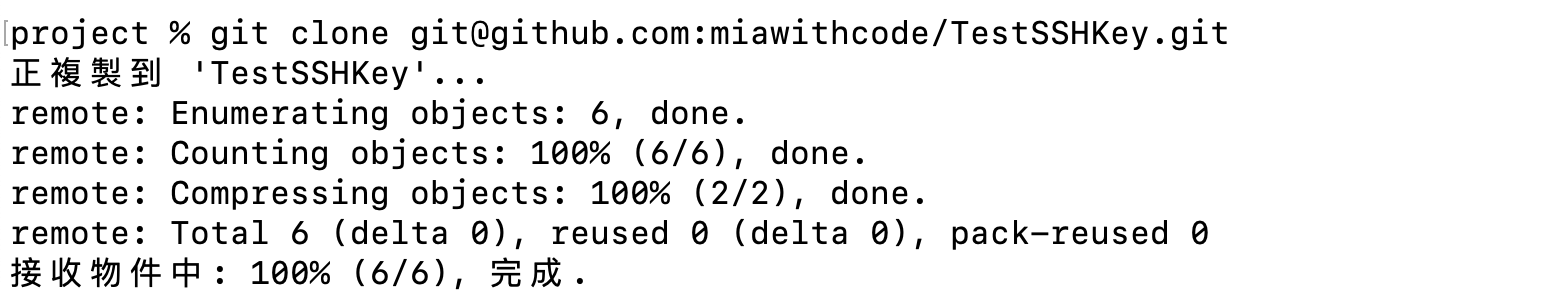 project % git clone git@github.com:miawithcode/TestSSHKey.git
正複製到 'TestSSHKey'...
remote: Enumerating objects: 6, done.
remote: Counting objects: 100% (6/6), done.
remote: Compressing objects: 100% (2/2), done.
remote: Total 6 (delta 0), reused 0 (delta 0), pack-reused 0
接收物件中: 100% (6/6), 完成.